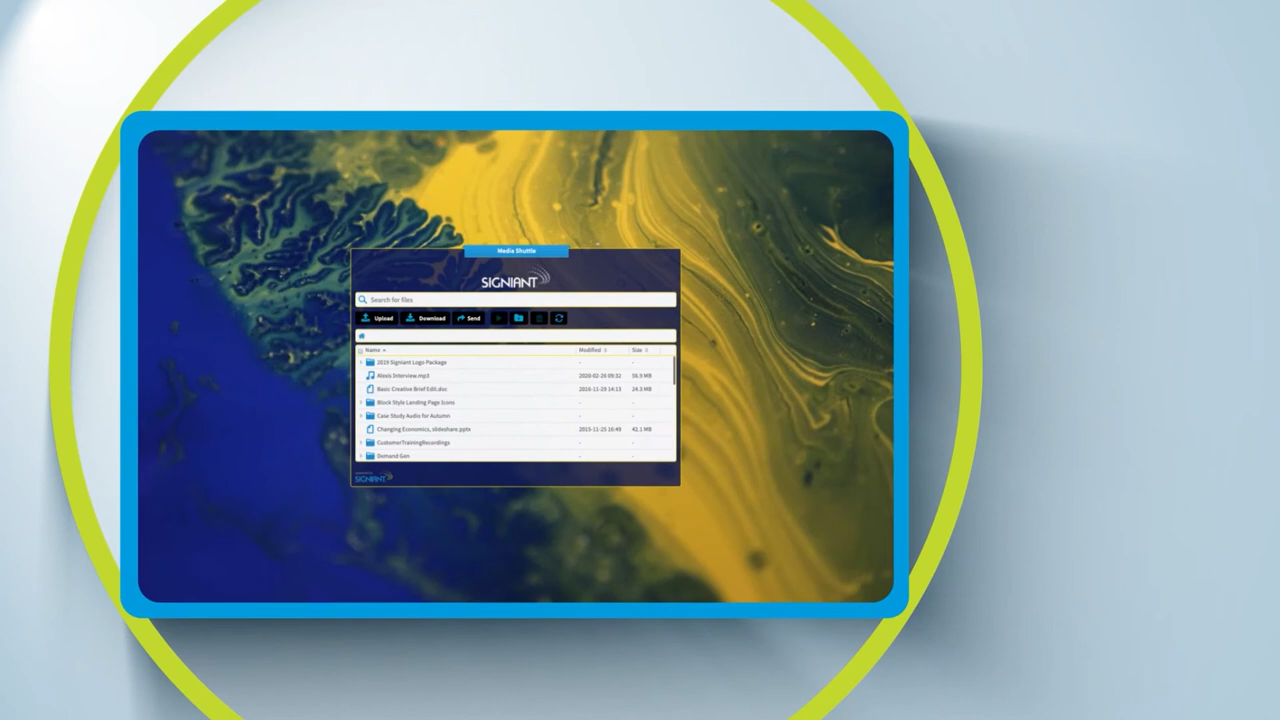 Media Shuttle
SIGNIANT
Search for files
Upload Download Send
Name Modified Size
2019 Signiant Logo Package - -
Alexis Interview.mp3 2020-02-26 09:32 56.9 MB
Basic Creative Brief Edit.doc 2016-11-29 14:13 24.3 MB
Block Style Landing Page Icons - -
Case Study Audio for Autumn - -
Changing Economics, slideshare.pptx 2015-11-25 16:49 42.1 MB
CustomerTrainingRecordings - -
Demand Gen - -
SIGNIANT